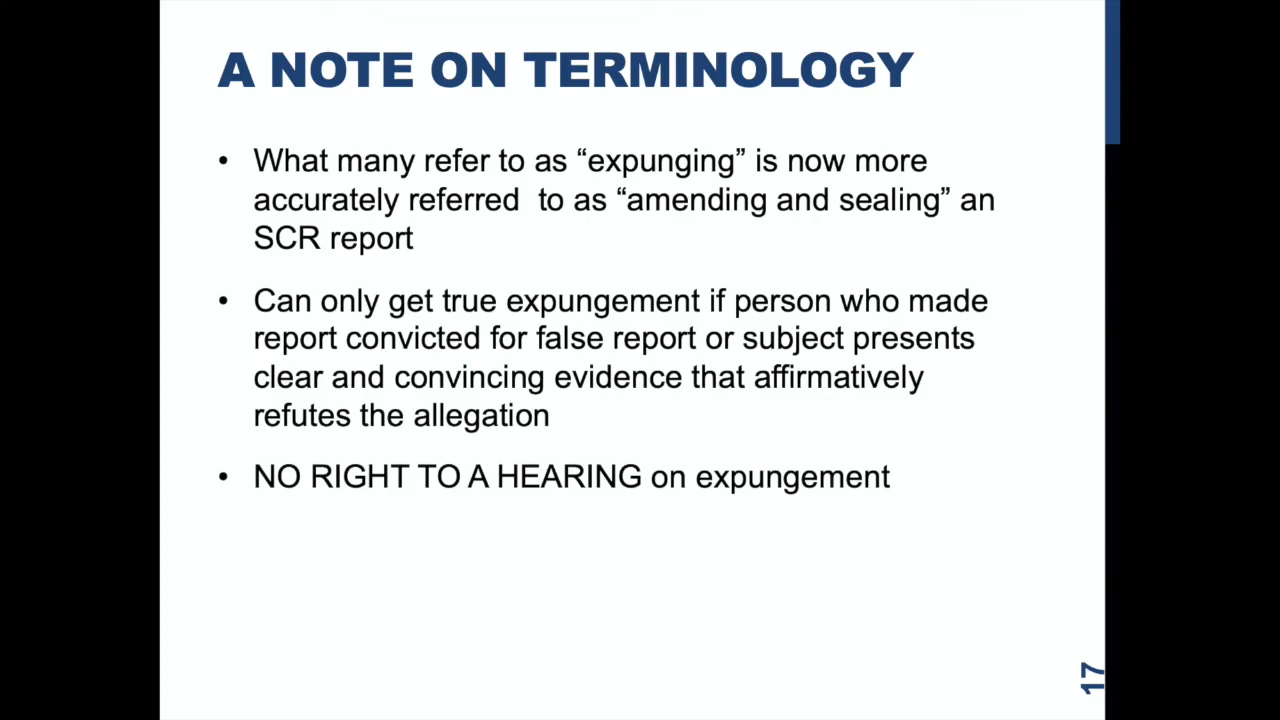 A NOTE ON TERMINOLOGY
• What many refer to as “expunging” is now more
accurately referred  to as “amending and sealing” an
SCR report
• Can only get true expungement if person who made
report convicted for false report or subject presents
clear and convincing evidence that affirmatively
refutes the allegation
• NO RIGHT TO A HEARING on expungement
17